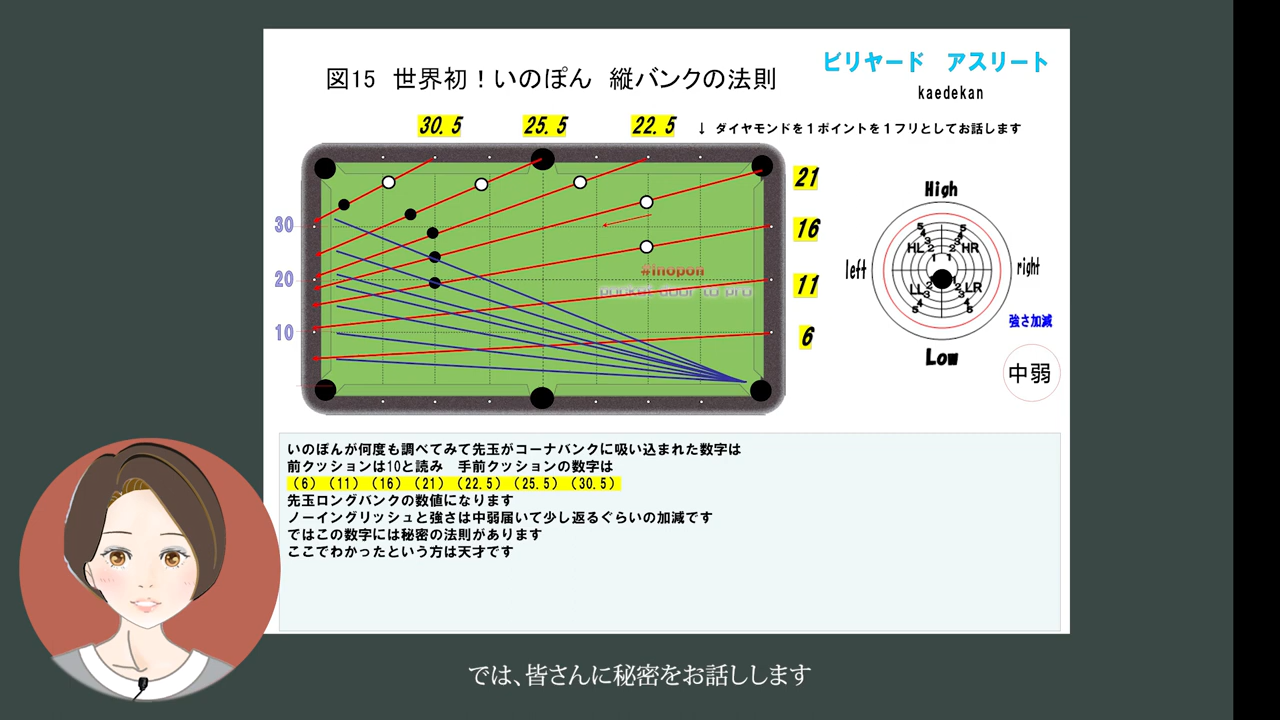 図15 世界初！いのぽん 縦バンクの法則
ビリヤード アスリート
kaedekan
30.5 25.5 22.5 ↓ ダイヤモンドを１ポイントを１フリとしてお話します
21
16
11
6
30
20
10
#inopon
pocket door to pro
High
left
right
Low
HL
HR
LL
LR
強さ加減
中弱
いのぽんが何度も調べてみて先玉がコーナバンクに吸い込まれた数字は
前クッションは10と読み 手前クッションの数字は
（6）（11）（16）（21）（22.5）（25.5）（30.5）
先玉ロングバンクの数値になります
ノーイングリッシュと強さは中弱届いて少し返るぐらいの加減です
ではこの数字には秘密の法則があります
ここでわかったという方は天才です
では、皆さんに秘密をお話しします